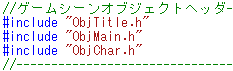 //ゲームシーンオブジェクトヘッダー
#include "ObjTitle.h"
#include "ObjMain.h"
#include "ObjChar.h"
//-----------------------------